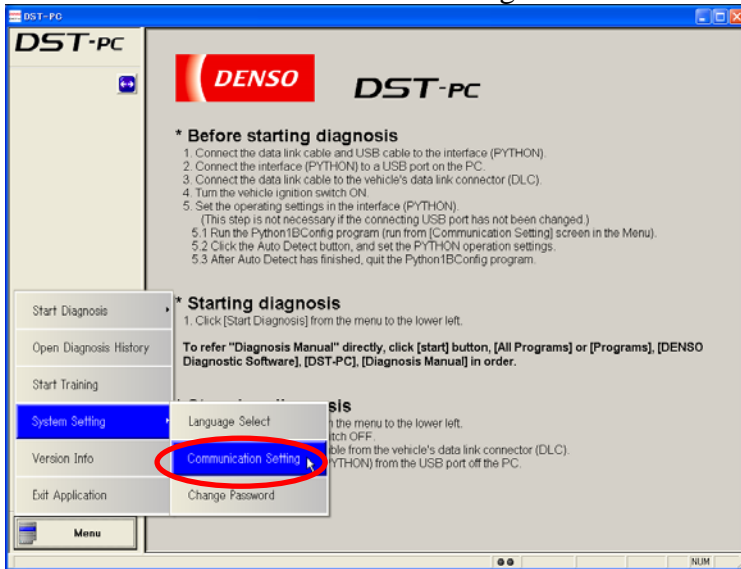 DST-PC
DST-PC
DENSO
DST-PC
* Before starting diagnosis
1. Connect the data link cable and USB cable to the interface (PYTHON).
2. Connect the interface (PYTHON) to a USB port on the PC.
3. Connect the data link cable to the vehicle's data link connector (DLC).
4. Turn the vehicle ignition switch ON.
5. Set the operating settings in the interface (PYTHON).
(This step is not necessary if the connecting USB port has not been changed.)
5.1 Run the Python1BConfig program (run from [Communication Setting] screen in the Menu).
5.2 Click the Auto Detect button, and set the PYTHON operation settings.
5.3 After Auto Detect has finished, quit the Python1BConfig program.
* Starting diagnosis
1. Click [Start Diagnosis] from the menu to the lower left.
To refer "Diagnosis Manual" directly, click [start] button, [All Programs] or [Programs], [DENSO
Diagnostic Software], [DST-PC], [Diagnosis Manual] in order.
sis
the menu to the lower left.
itch OFF.
ble from the vehicle's data link connector (DLC).
YTHON) from the USB port off the PC.
Start Diagnosis
Open Diagnosis History
Start Training
System Setting
Version Info
Exit Application
Language Select
Communication Setting
Change Password
Menu
NUM